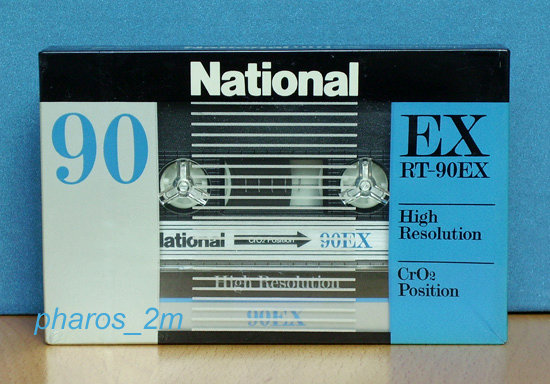 National
90
EX
RT-90EX
High
Resolution
CrO2
Position
National
CrO2 Position
90EX
High Resolution
90EX
pharos_2m